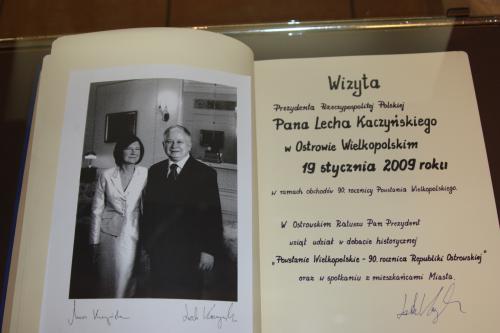 Wizyta
Prezydenta Rzeczypospolitej Polskiej
Pana Lecha Kaczyńskiego
w Ostrowie Wielkopolskim
19 stycznia 2009 roku
w ramach obchodów 90. rocznicy Powstania Wielkopolskiego.
W Ostrowskim Ratuszu Pan Prezydent
wziął udział w debacie historycznej
„Powstanie Wielkopolskie - 90. rocznica Republiki Ostrowskiej”
oraz w spotkaniu z mieszkańcami Miasta.